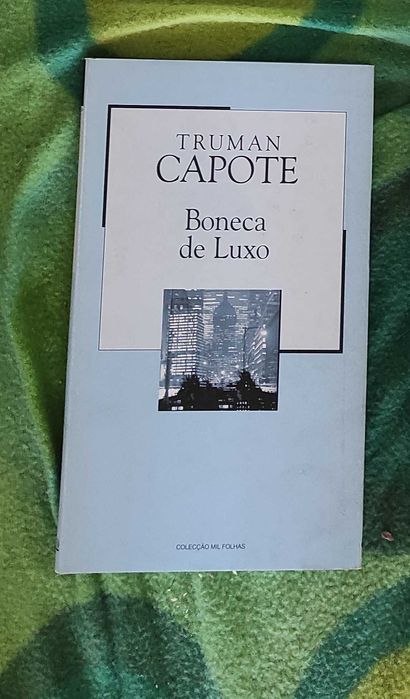 TRUMAN
CAPOTE
Boneca
de Luxo
COLECÇÃO MIL FOLHAS